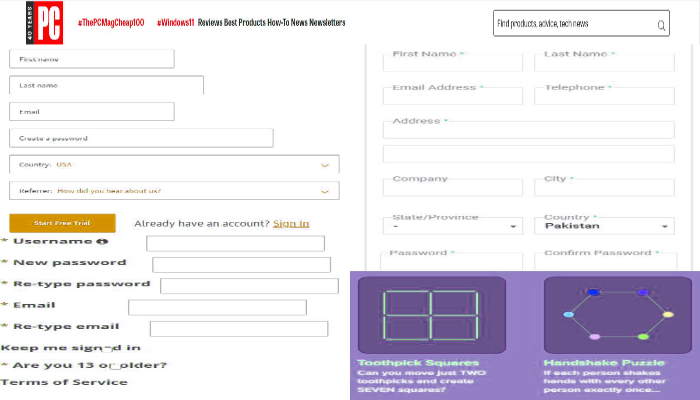 40 YEARS
PC
#ThePCMagCheap100 #Windows11 Reviews Best Products How-To News Newsletters
Find products, advice, tech news
First name
Last name
Email
Create a password
Country: USA
Referrer: How did you hear about us?
Start Free Trial
Already have an account? Sign In
* Username
* New password
* Re-type password
* Email
* Re-type email
Keep me signed in
* Are you 13 or older?
Terms of Service
First Name *
Last Name *
Email Address *
Telephone *
Address *
Company
City *
State/Province
-
Country *
Pakistan
Password *
Confirm Password *
Toothpick Squares
Can you move just TWO
toothpicks and create
SEVEN squares?
Handshake Puzzle
If each person shakes
hands with every other
person exactly once...